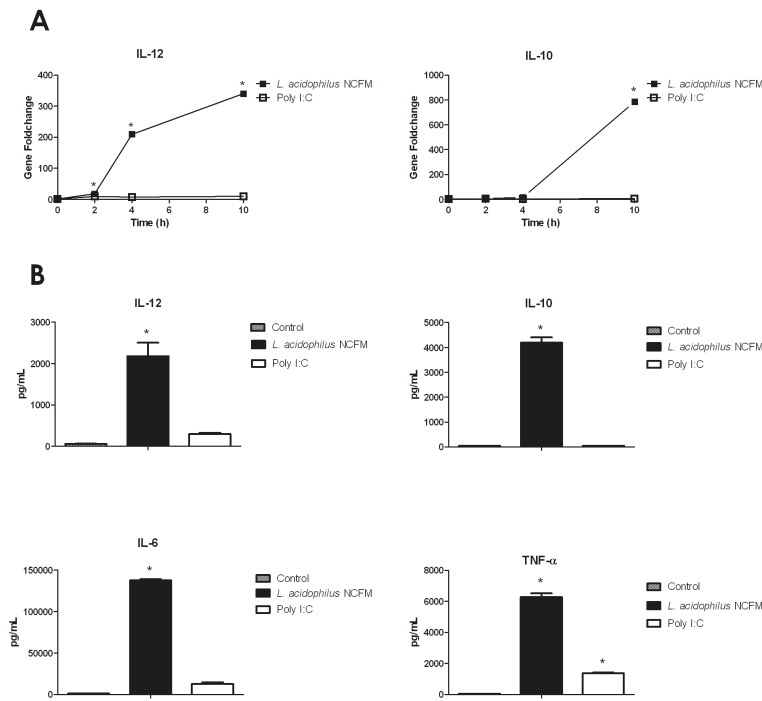 A
IL-12
Gene Foldchange
400
300
200
100
0
*
*
*
0 2 4 6 8 10
Time (h)
L. acidophilus NCFM
Poly I:C
IL-10
Gene Foldchange
1000
800
600
400
200
0
*
0 2 4 6 8 10
Time (h)
L. acidophilus NCFM
Poly I:C
B
IL-12
pg/mL
3000
2000
1000
0
*
Control
L. acidophilus NCFM
Poly I:C
IL-10
pg/mL
5000
4000
3000
2000
1000
0
*
Control
L. acidophilus NCFM
Poly I:C
IL-6
pg/mL
150000
100000
50000
0
*
Control
L. acidophilus NCFM
Poly I:C
TNF-α
pg/mL
8000
6000
4000
2000
0
*
*
Control
L. acidophilus NCFM
Poly I:C